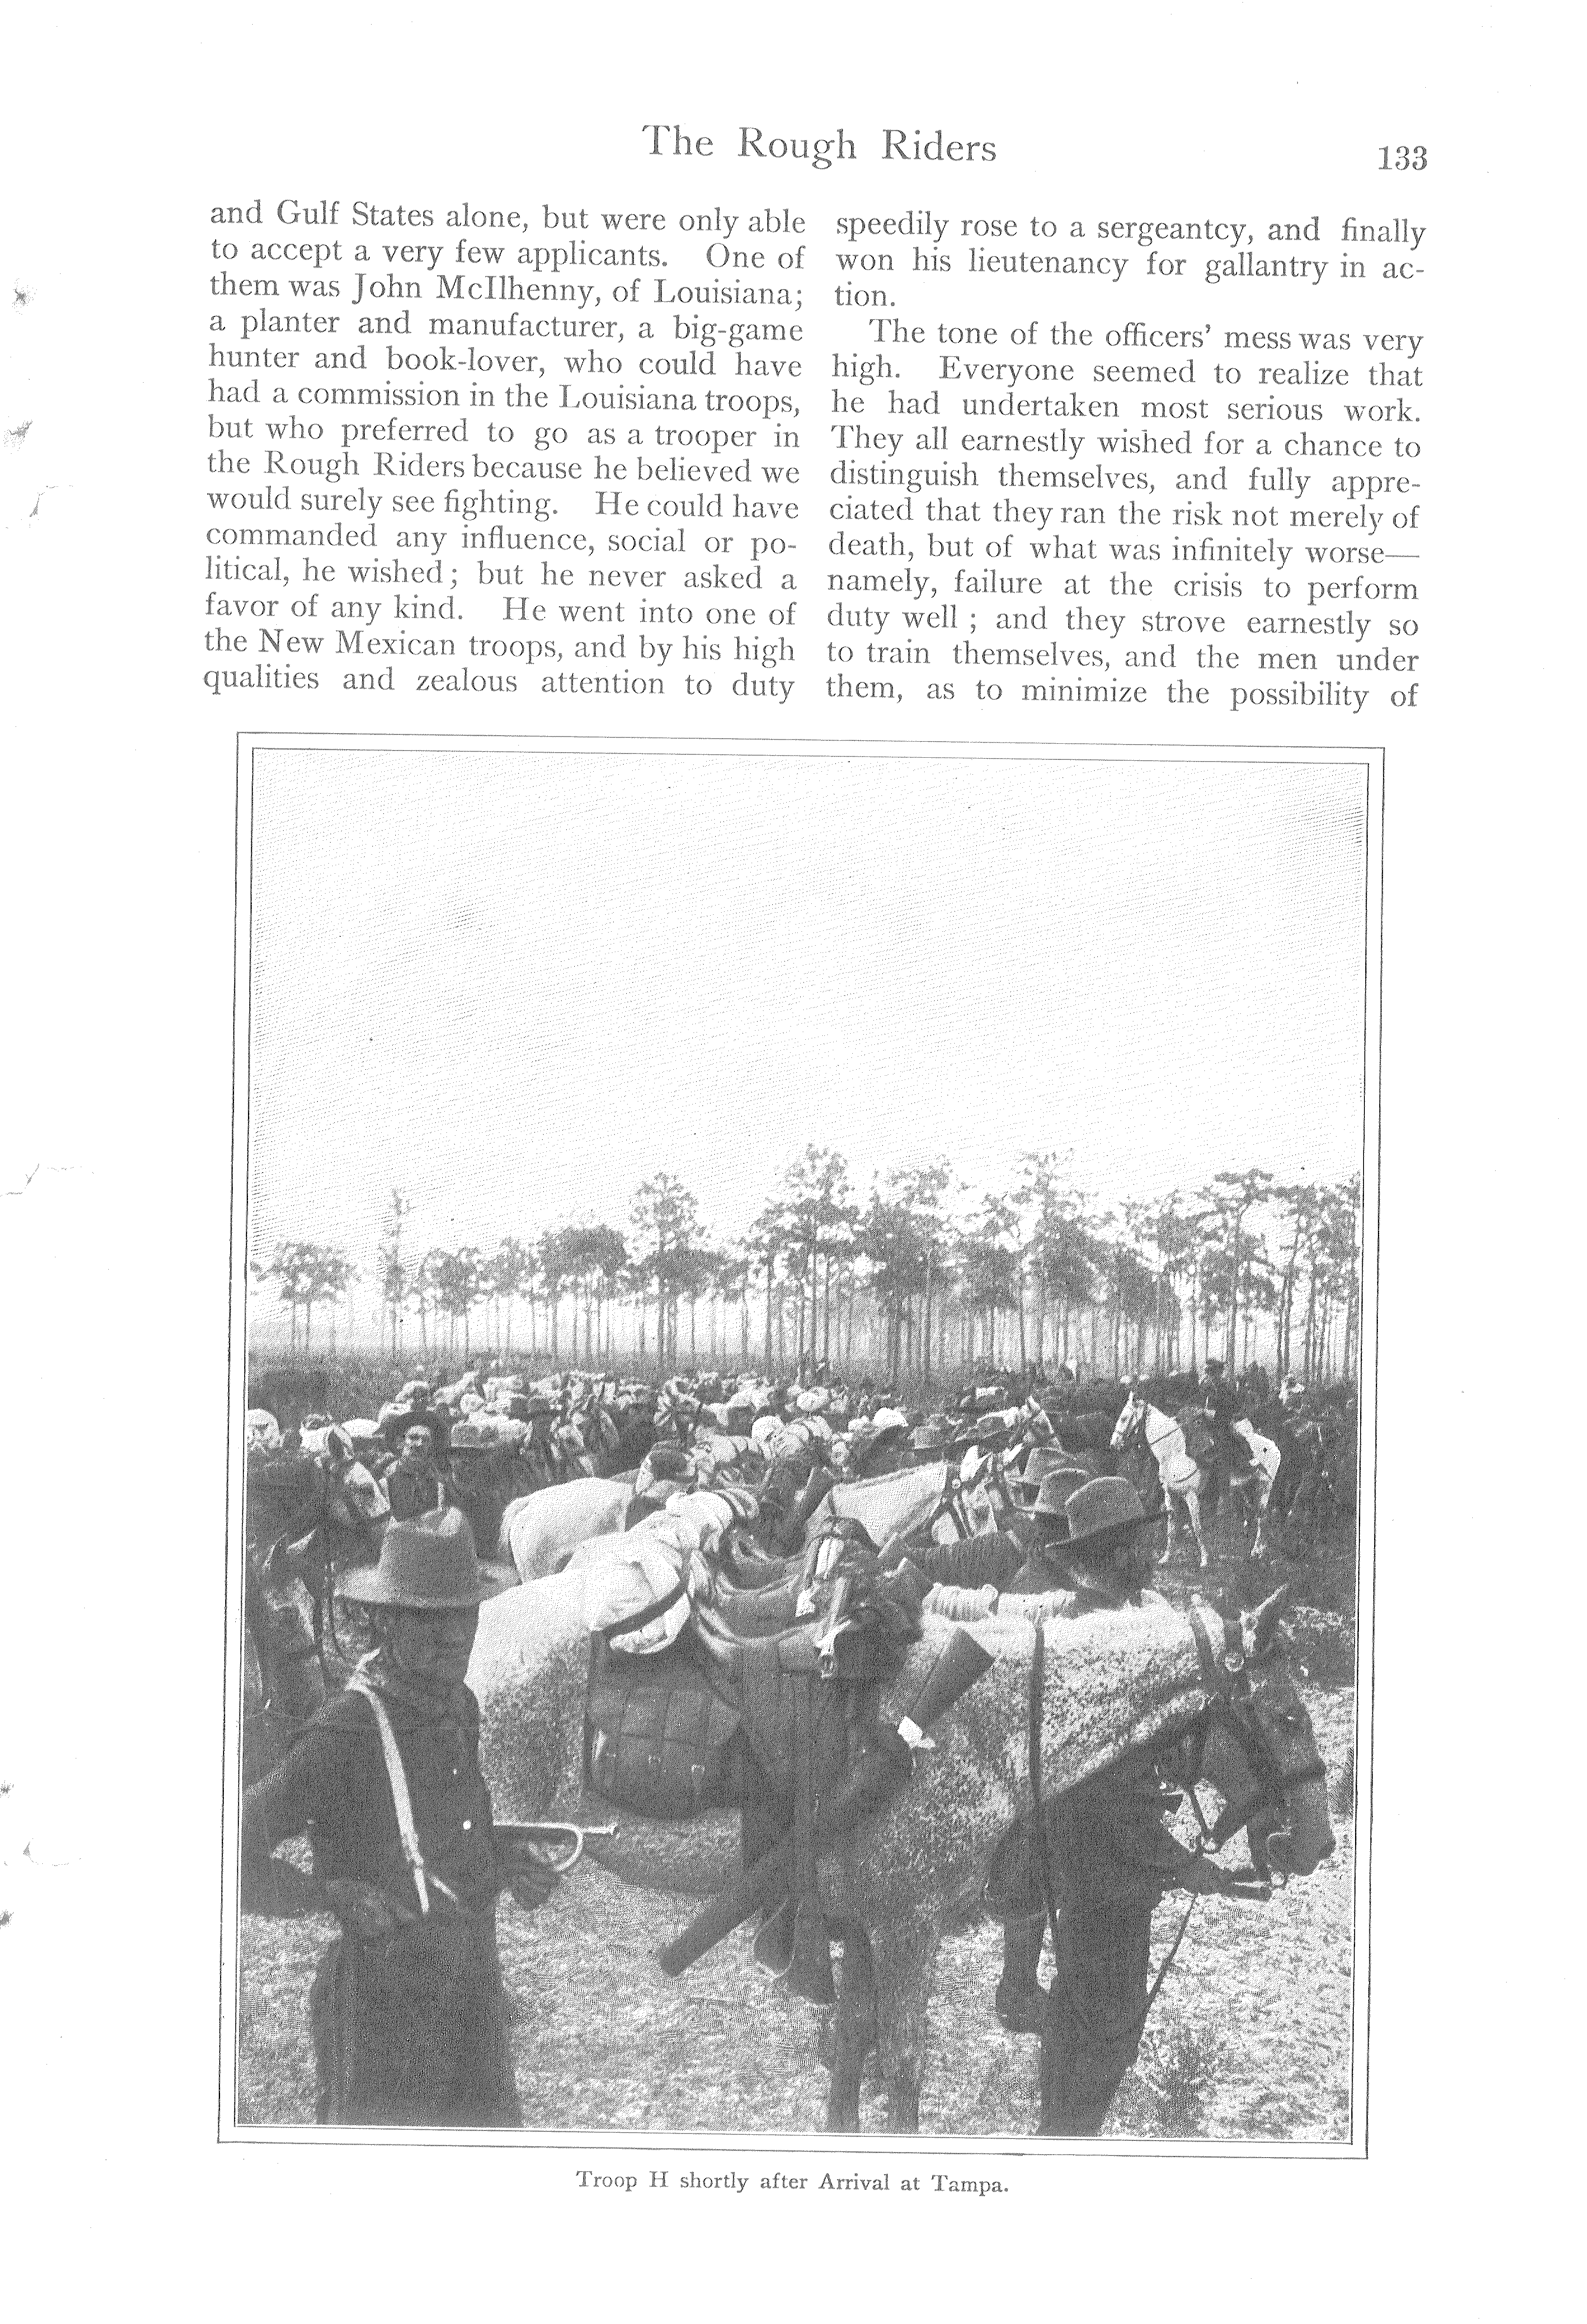 The Rough Riders
133
and Gulf States alone, but were only able
to accept a very few applicants. One of
them was John McIlhenny, of Louisiana;
a planter and manufacturer, a big-game
hunter and book-lover, who could have
had a commission in the Louisiana troops,
but who preferred to go as a trooper in
the Rough Riders because he believed we
would surely see fighting. He could have
commanded any influence, social or po-
litical, he wished; but he never asked a
favor of any kind. He went into one of
the New Mexican troops, and by his high
qualities and zealous attention to duty
speedily rose to a sergeantcy, and finally
won his lieutenancy for gallantry in ac-
tion.
The tone of the officers' mess was very
high. Everyone seemed to realize that
he had undertaken most serious work.
They all earnestly wished for a chance to
distinguish themselves, and fully appre-
ciated that they ran the risk not merely of
death, but of what was infinitely worse—
namely, failure at the crisis to perform
duty well; and they strove earnestly so
to train themselves, and the men under
them, as to minimize the possibility of
Troop H shortly after Arrival at Tampa.